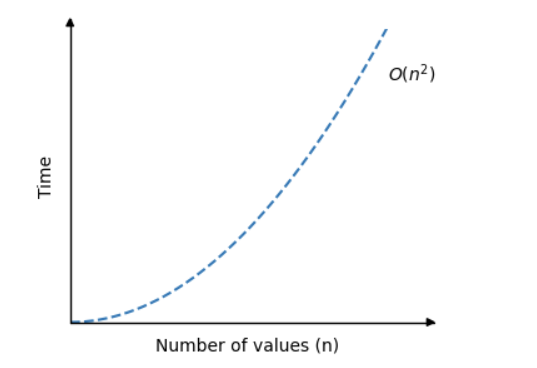 O(n²)
Time
Number of values (n)